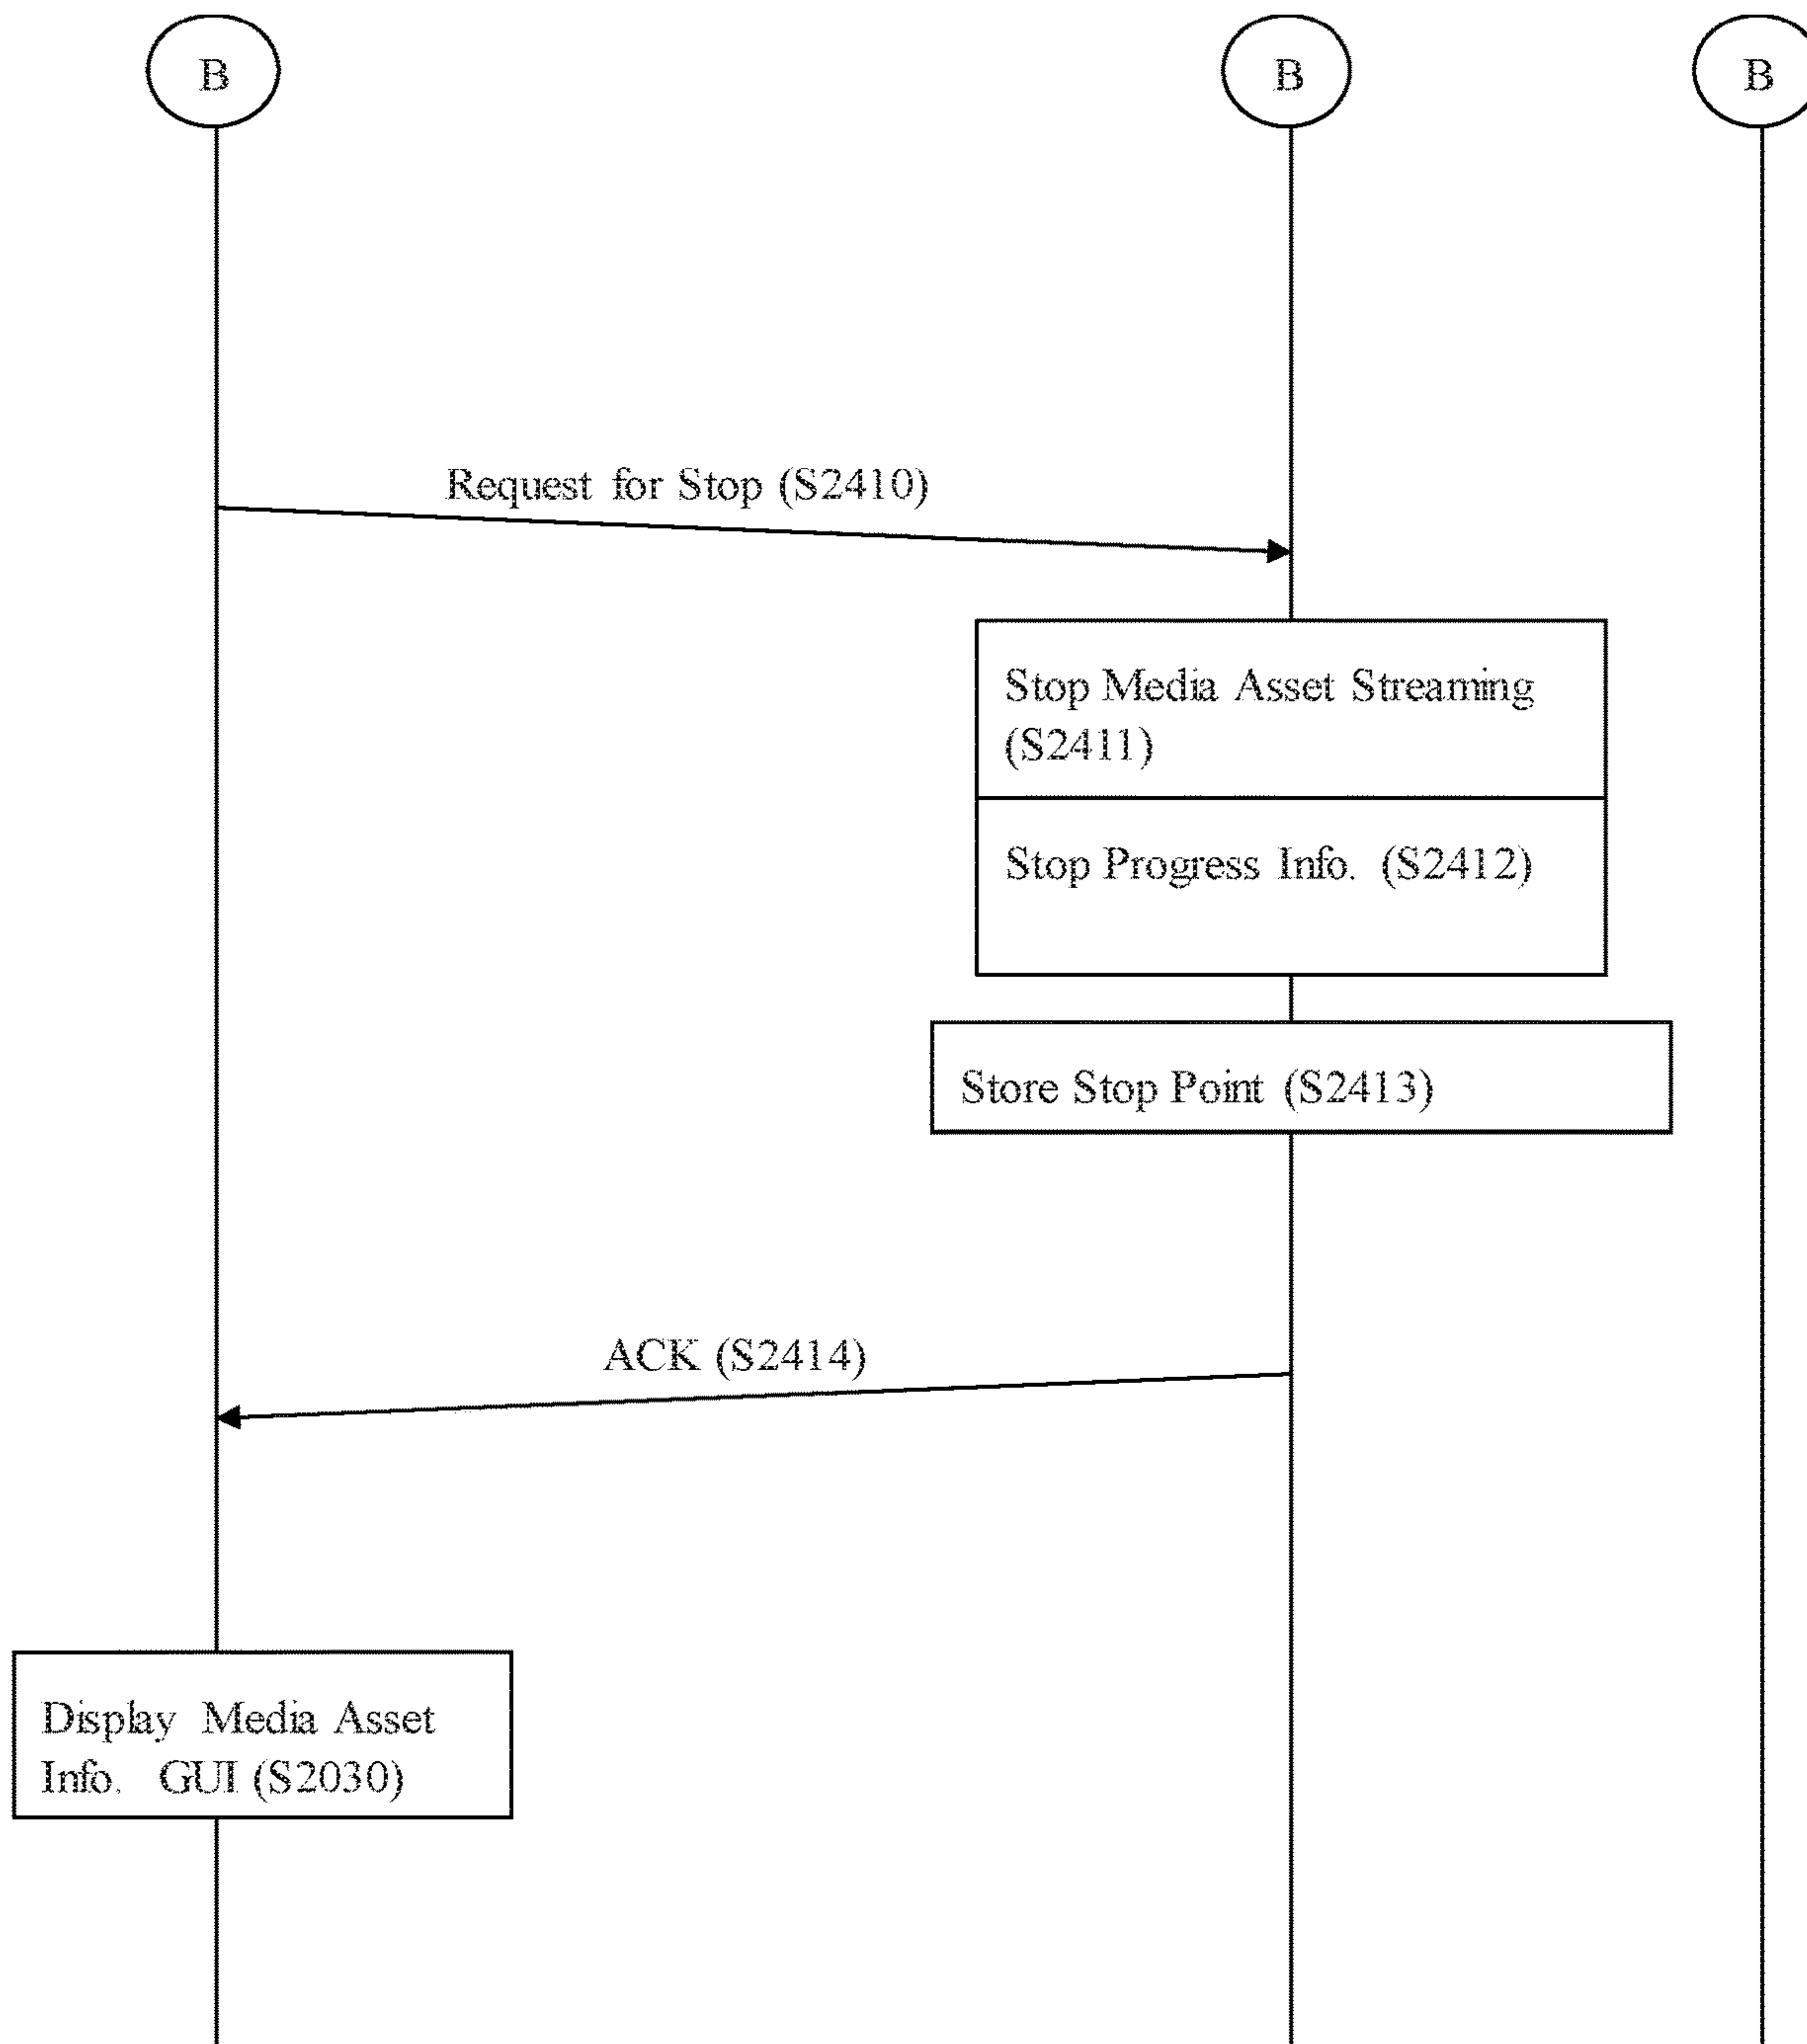 B B B
Request for Stop (S2410)
Stop Media Asset Streaming
(S2411)
Stop Progress Info. (S2412)
Store Stop Point (S2413)
ACK (S2414)
Display Media Asset
Info. GUI (S2030)